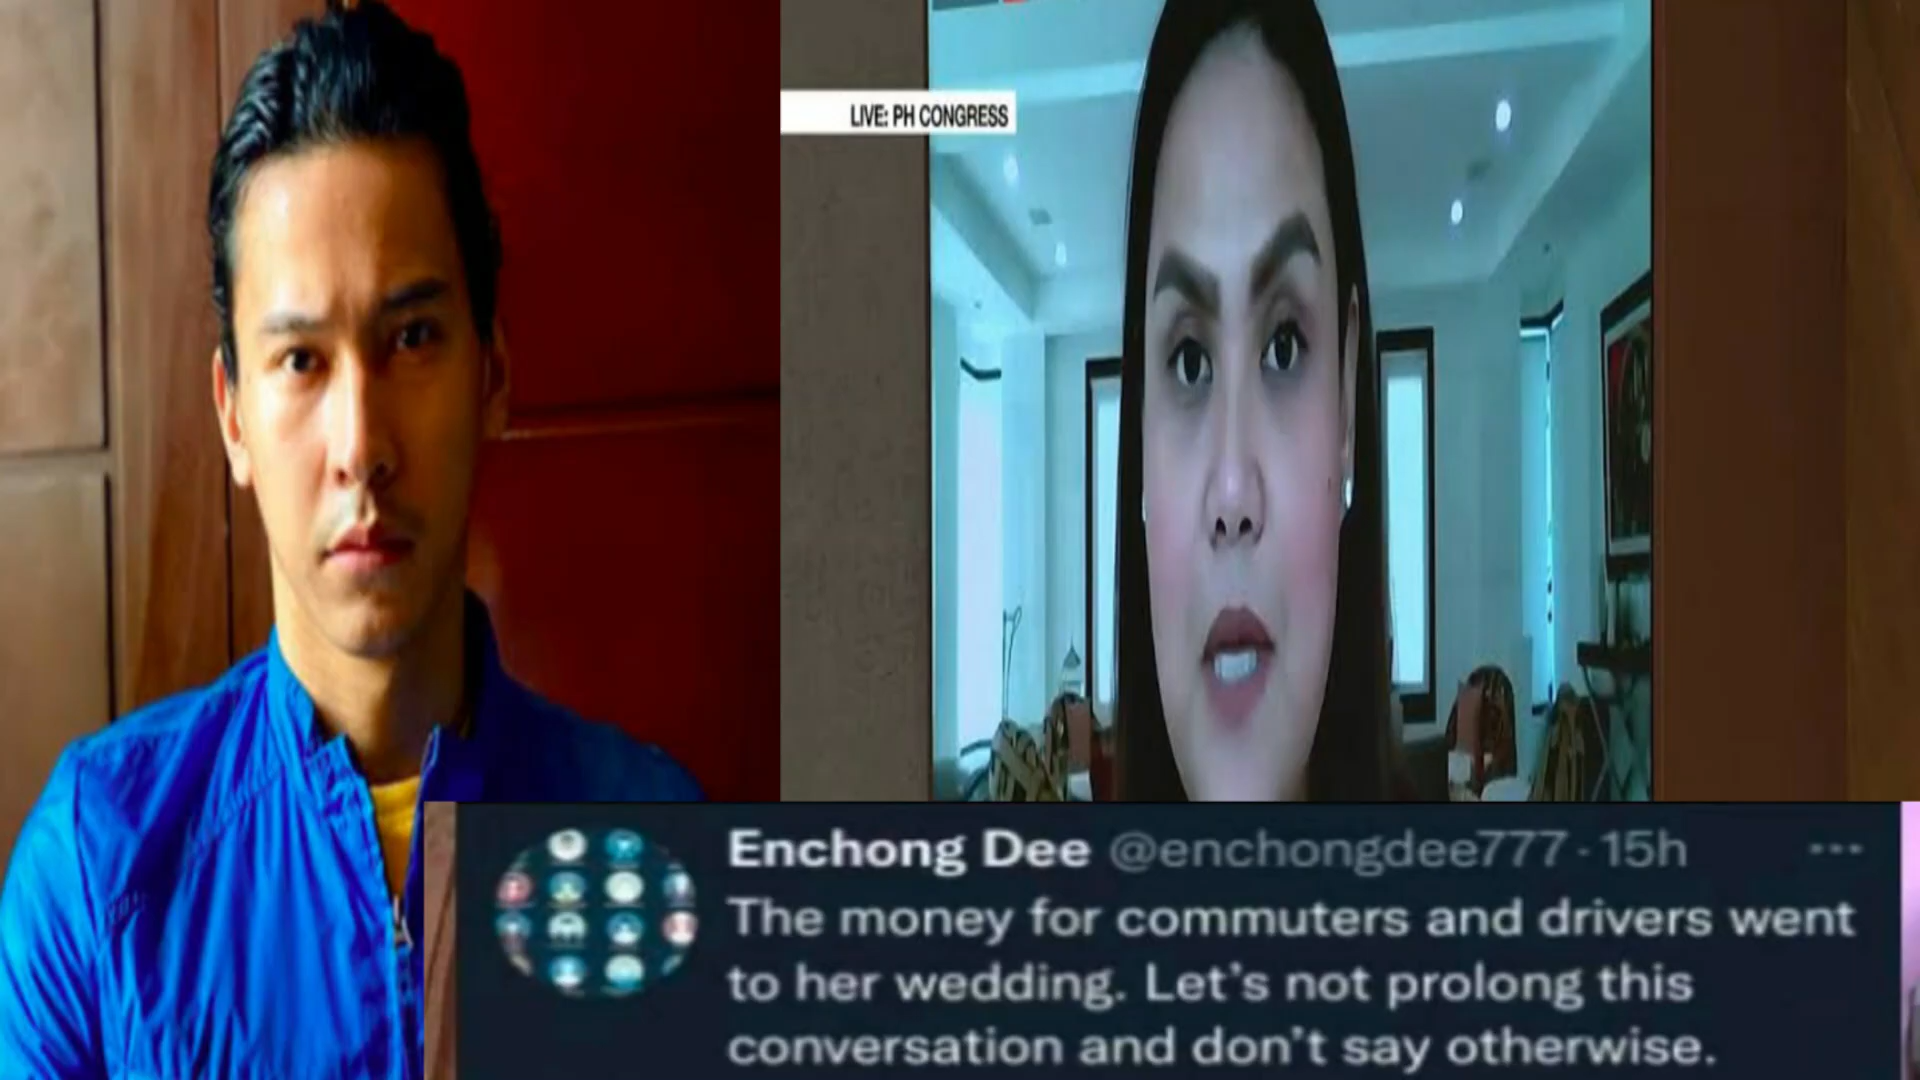 LIVE: PH CONGRESS
Enchong Dee @enchongdee777 · 15h
The money for commuters and drivers went
to her wedding. Let's not prolong this
conversation and don't say otherwise.